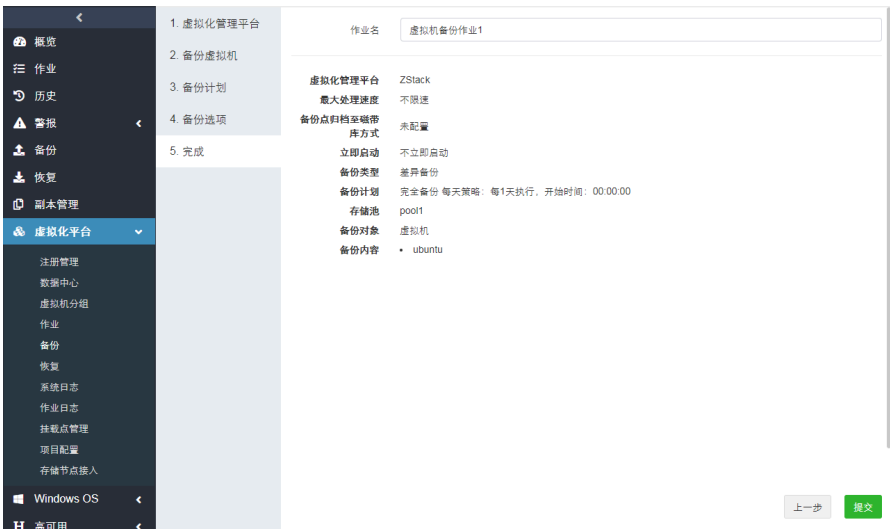 概览
作业
历史
警报
备份
恢复
副本管理
虚拟化平台
注册管理
数据中心
虚拟机分组
作业
备份
恢复
系统日志
作业日志
挂载点管理
项目配置
存储节点接入
Windows OS
高可用
1. 虚拟化管理平台
2. 备份虚拟机
3. 备份计划
4. 备份选项
5. 完成
作业名 虚拟机备份作业1
虚拟化管理平台 ZStack
最大处理速度 不限速
备份点归档至磁带
库方式 未配置
立即启动 不立即启动
备份类型 差异备份
备份计划 完全备份 每天策略：每1天执行，开始时间：00:00:00
存储池 pool1
备份对象 虚拟机
备份内容 • ubuntu
上一步 提交